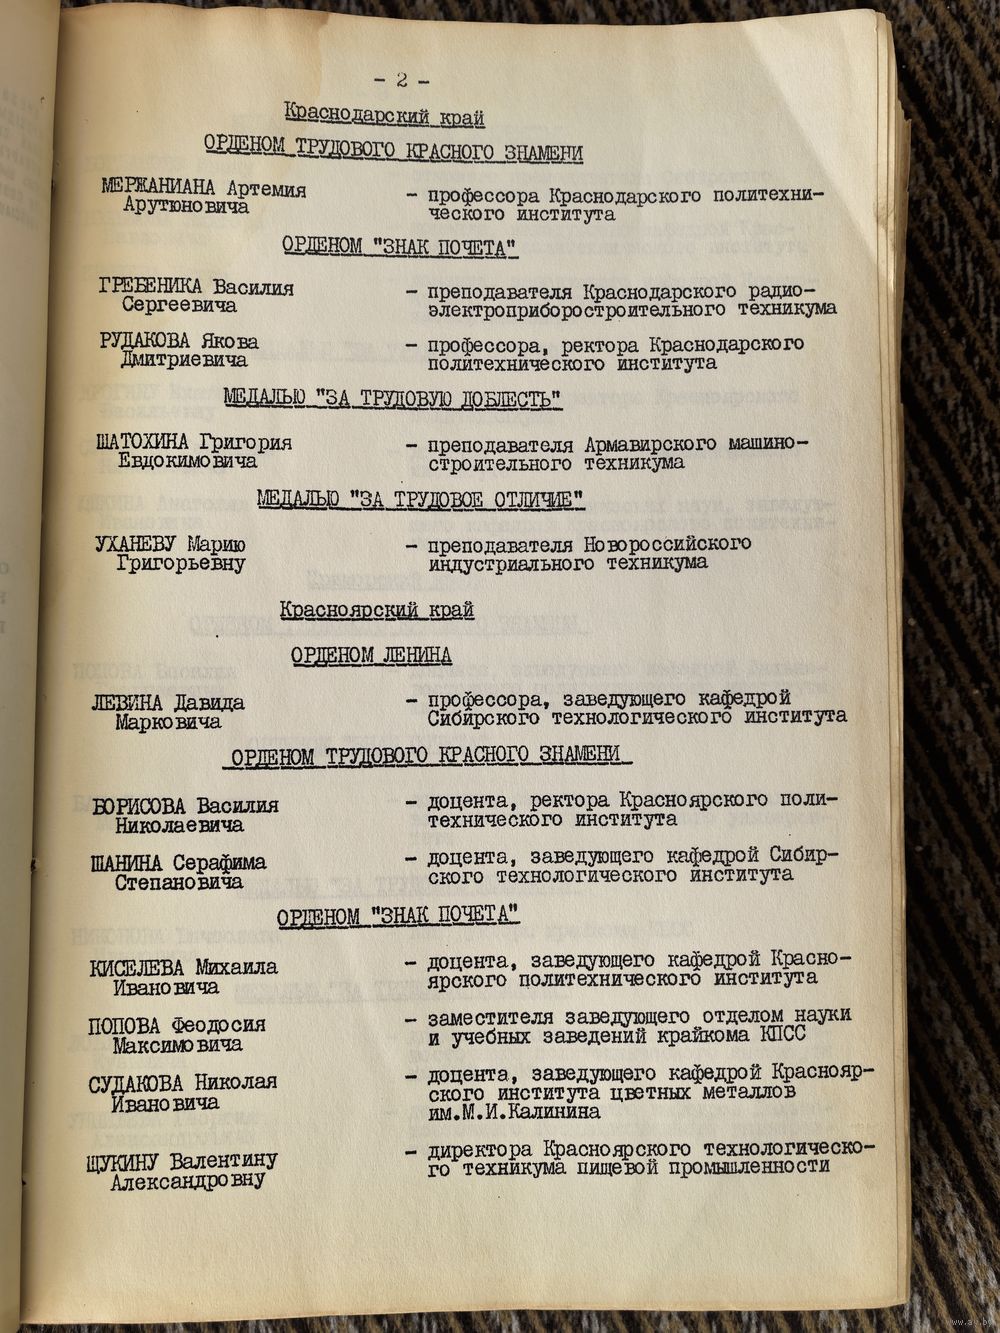 - 2 -
Краснодарский край
ОРДЕНОМ ТРУДОВОГО КРАСНОГО ЗНАМЕНИ
МЕРЖАНИАНА Артемия - профессора Краснодарского политехни-
Арутюновича ческого института
ОРДЕНОМ "ЗНАК ПОЧЕТА"
ГРЕБЕНИКА Василия - преподавателя Краснодарского радио-
Сергеевича электроприборостроительного техникума
РУДАКОВА Якова - профессора, ректора Краснодарского
Дмитриевича политехнического института
МЕДАЛЬЮ "ЗА ТРУДОВУЮ ДОБЛЕСТЬ"
ШАТОХИНА Григория - преподавателя Армавирского машино-
Евдокимовича строительного техникума
МЕДАЛЬЮ "ЗА ТРУДОВОЕ ОТЛИЧИЕ"
УХАНЕВУ Марию - преподавателя Новороссийского
Григорьевну индустриального техникума
Красноярский край
ОРДЕНОМ ЛЕНИНА
ЛЕВИНА Давида - профессора, заведующего кафедрой
Марковича Сибирского технологического института
ОРДЕНОМ ТРУДОВОГО КРАСНОГО ЗНАМЕНИ
БОРИСОВА Василия - доцента, ректора Красноярского поли-
Николаевича технического института
ШАНИНА Серафима - доцента, заведующего кафедрой Сибир-
Степановича ского технологического института
ОРДЕНОМ "ЗНАК ПОЧЕТА"
КИСЕЛЕВА Михаила - доцента, заведующего кафедрой Красно-
Ивановича ярского политехнического института
ПОПОВА Феодосия - заместителя заведующего отделом науки
Максимовича и учебных заведений крайкома КПСС
СУДАКОВА Николая - доцента, заведующего кафедрой Краснояр-
Ивановича ского института цветных металлов
им.М.И.Калинина
ЩУКИНУ Валентину - директора Красноярского технологическо-
Александровну го техникума пищевой промышленности